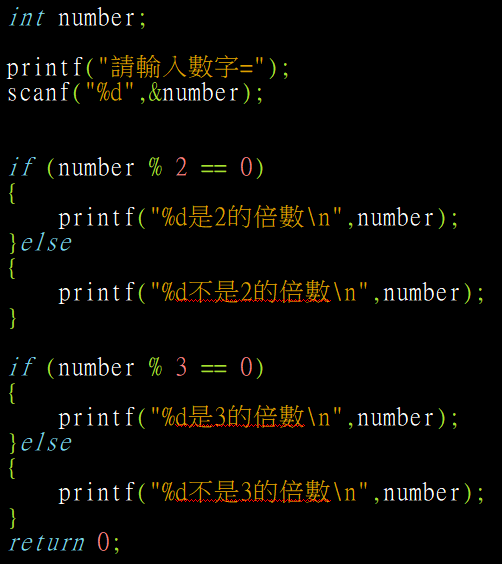 int number;
printf("請輸入數字=");
scanf("%d",&number);
if (number % 2 == 0)
{
printf("%d是2的倍數\n",number);
}else
{
printf("%d不是2的倍數\n",number);
}
if (number % 3 == 0)
{
printf("%d是3的倍數\n",number);
}else
{
printf("%d不是3的倍數\n",number);
}
return 0;